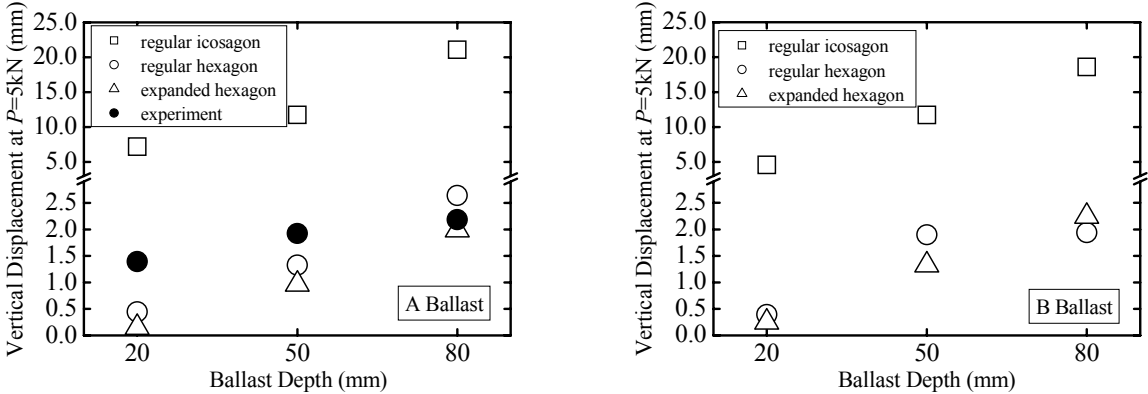 Vertical Displacement at P=5kN (mm)
25.0
20.0
15.0
10.0
5.0
2.5
2.0
1.5
1.0
0.5
0.0
regular icosagon
regular hexagon
expanded hexagon
experiment
A Ballast
20 50 80
Ballast Depth (mm)
Vertical Displacement at P=5kN (mm)
25.0
20.0
15.0
10.0
5.0
2.5
2.0
1.5
1.0
0.5
0.0
regular icosagon
regular hexagon
expanded hexagon
B Ballast
20 50 80
Ballast Depth (mm)